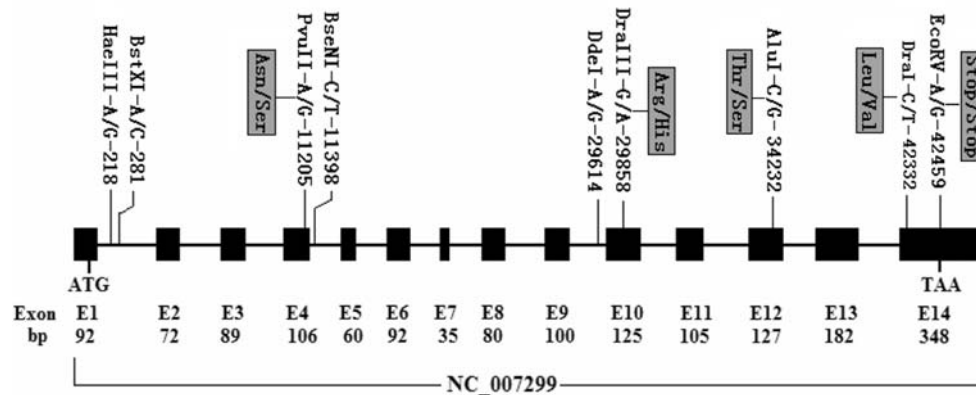 HaeIII-A/G-218
BstXI-A/C-281
Asn/Ser
PvuII-A/G-11205
BseNI-C/T-11398
DdeI-A/G-29614
DraIII-G/A-29858
Arg/His
Thr/Ser
AluI-C/G-34232
Leu/Val
DraI-C/T-42332
EcoRV-A/G-42459
Stop/Stop
ATG TAA
Exon E1 E2 E3 E4 E5 E6 E7 E8 E9 E10 E11 E12 E13 E14
bp 92 72 89 106 60 92 35 80 100 125 105 127 182 348
NC_007299